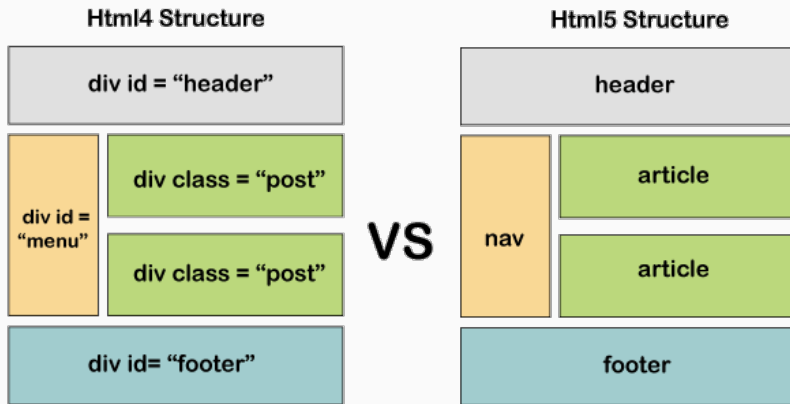 Html4 Structure
div id = “header”
div id =
“menu”
div class = “post”
div class = “post”
div id= “footer”
VS
Html5 Structure
header
nav
article
article
footer